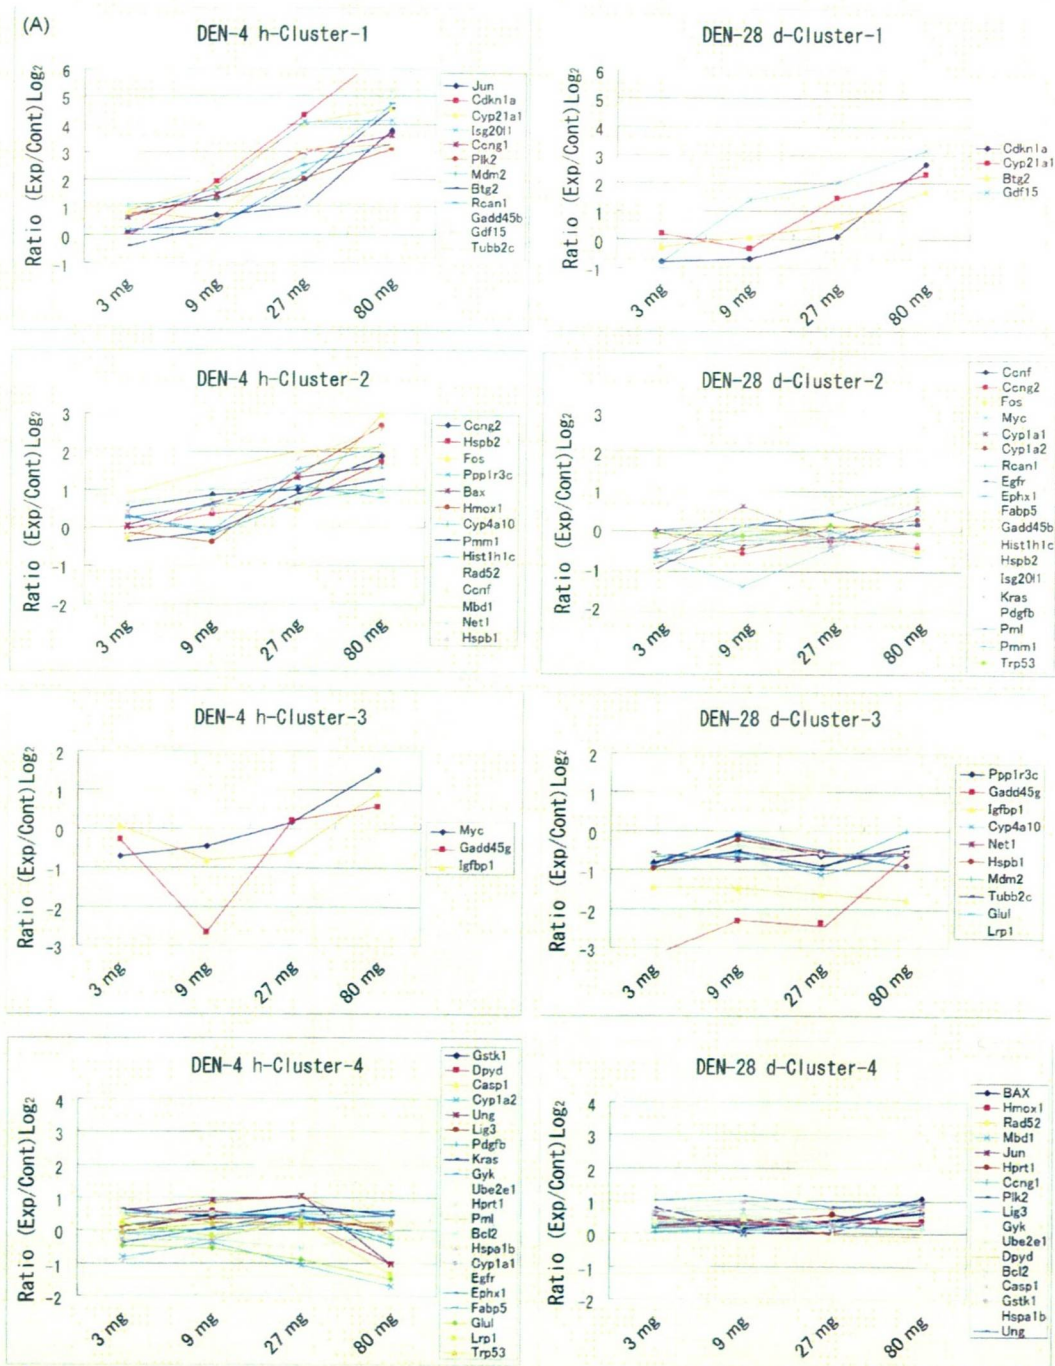 (A)
DEN-4 h-Cluster-1
Ratio (Exp/Cont)Log2
6
5
4
3
2
1
0
-1
3 mg
9 mg
27 mg
80 mg
Jun
Cdkn1a
Cyp21a1
Isg20l1
Ccng1
Plk2
Mdm2
Btg2
Rcan1
Gadd45b
Gdf15
Tubb2c
DEN-28 d-Cluster-1
Ratio (Exp/Cont)Log2
6
5
4
3
2
1
0
-1
3 mg
9 mg
27 mg
80 mg
Cdkn1a
Cyp21a1
Btg2
Gdf15
DEN-4 h-Cluster-2
Ratio (Exp/Cont)Log2
3
2
1
0
-1
-2
3 mg
9 mg
27 mg
80 mg
Ccng2
Hspb2
Fos
Ppp1r3c
Bax
Hmox1
Cyp4a10
Pmm1
Hist1h1c
Rad52
Ccnf
Mbd1
Net1
Hspb1
DEN-28 d-Cluster-2
Ratio (Exp/Cont)Log2
3
2
1
0
-1
-2
3 mg
9 mg
27 mg
80 mg
Ccnf
Ccng2
Fos
Myc
Cyp1a1
Cyp1a2
Rcan1
Egfr
Ephx1
Fabp5
Gadd45b
Hist1h1c
Hspb2
Isg20l1
Kras
Pdgfb
Pml
Pmm1
Trp53
DEN-4 h-Cluster-3
Ratio (Exp/Cont)Log2
2
1
0
-1
-2
-3
3 mg
9 mg
27 mg
80 mg
Myc
Gadd45g
Igfbp1
DEN-28 d-Cluster-3
Ratio (Exp/Cont)Log2
2
1
0
-1
-2
-3
3 mg
9 mg
27 mg
80 mg
Ppp1r3c
Gadd45g
Igfbp1
Cyp4a10
Net1
Hspb1
Mdm2
Tubb2c
Glul
Lrp1
DEN-4 h-Cluster-4
Ratio (Exp/Cont)Log2
4
3
2
1
0
-1
-2
3 mg
9 mg
27 mg
80 mg
Gstk1
Dpyd
Casp1
Cyp1a2
Ung
Lig3
Pdgfb
Kras
Gyk
Ube2e1
Hprt1
Pml
Bcl2
Hspa1b
Cyp1a1
Egfr
Ephx1
Fabp5
Glul
Lrp1
Trp53
DEN-28 d-Cluster-4
Ratio (Exp/Cont)Log2
4
3
2
1
0
-1
-2
3 mg
9 mg
27 mg
80 mg
BAX
Hmox1
Rad52
Mbd1
Jun
Hprt1
Ccng1
Plk2
Lig3
Gyk
Ube2e1
Dpyd
Bcl2
Casp1
Gstk1
Hspa1b
Ung